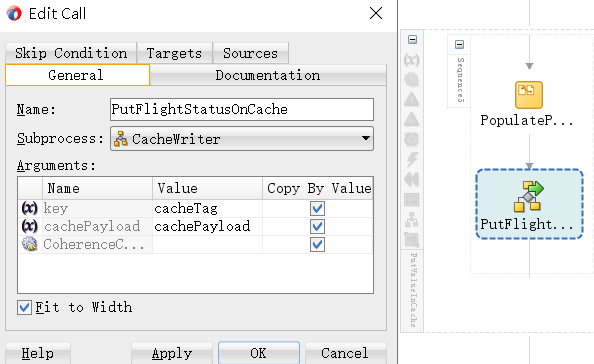 Edit Call
Skip Condition Targets Sources
General Documentation
Name: PutFlightStatusOnCache
Subprocess: CacheWriter
Arguments:
Name Value Copy By Value
(x) key cacheTag
(x) cachePayload cachePayload
CoherenceC...
Fit to Width
Help Apply OK Cancel
Sequence5
PopulateP...
PutFlight...
PutValueInCache